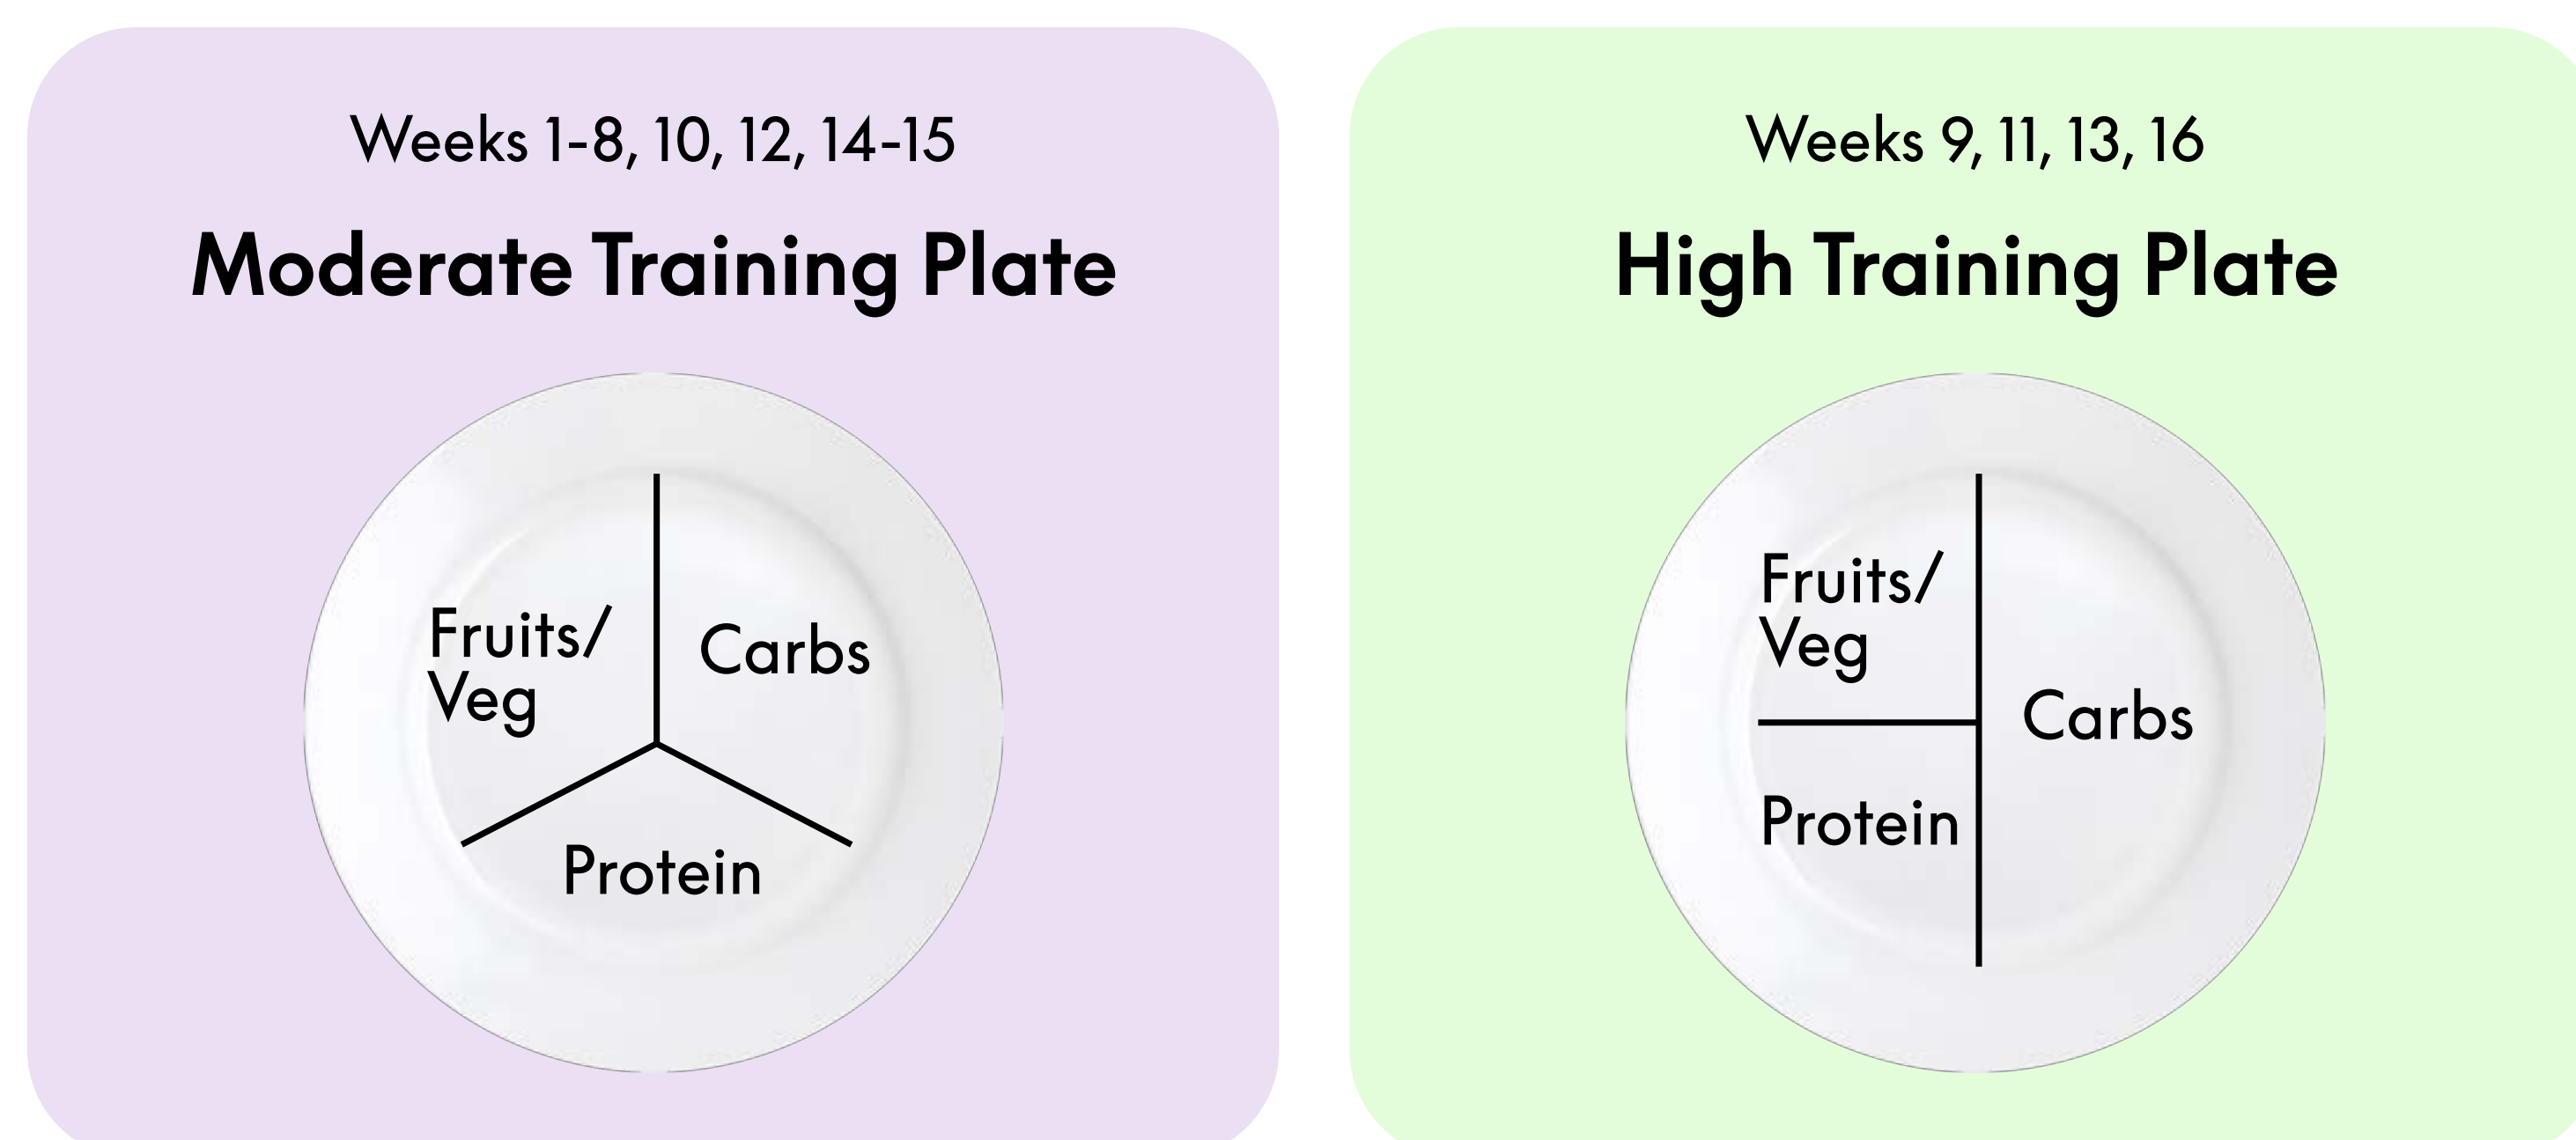 Weeks 1-8, 10, 12, 14-15
Moderate Training Plate
Fruits/
Veg
Carbs
Protein
Weeks 9, 11, 13, 16
High Training Plate
Fruits/
Veg
Carbs
Protein